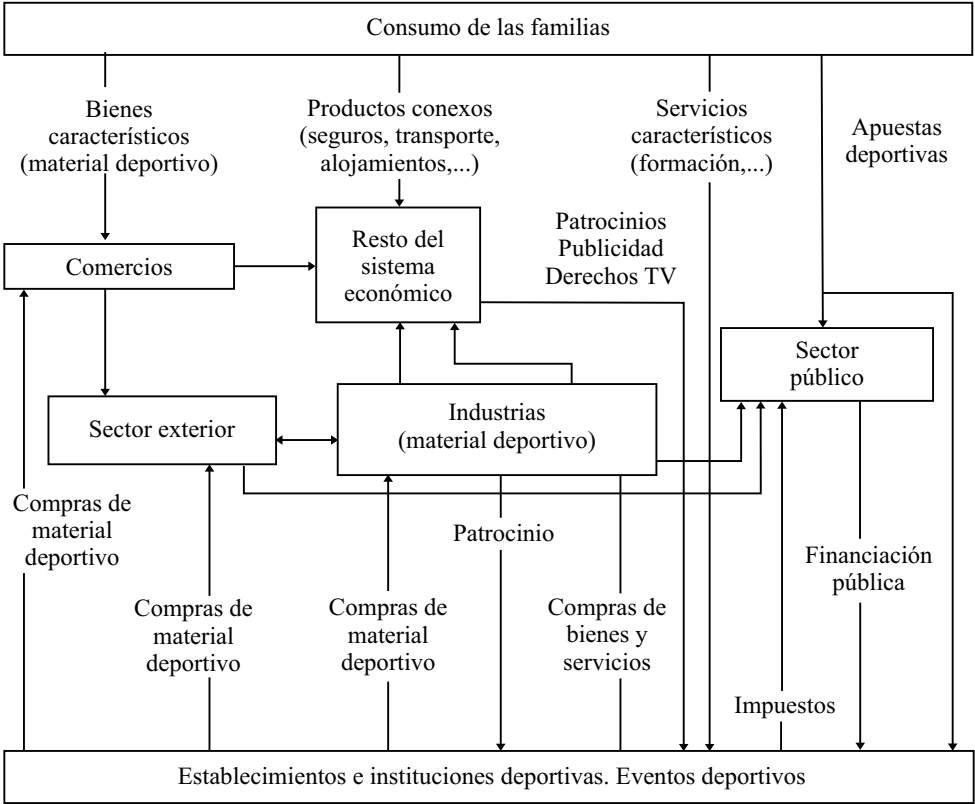 Consumo de las familias
Bienes
característicos
(material deportivo)
Productos conexos
(seguros, transporte,
alojamientos,...)
Servicios
característicos
(formación,...)
Apuestas
deportivas
Comercios
Resto del
sistema
económico
Patrocinios
Publicidad
Derechos TV
Sector
público
Sector exterior
Industrias
(material deportivo)
Compras de
material
deportivo
Patrocinio
Financiación
pública
Compras de
material
deportivo
Compras de
material
deportivo
Compras de
bienes y
servicios
Impuestos
Establecimientos e instituciones deportivas. Eventos deportivos